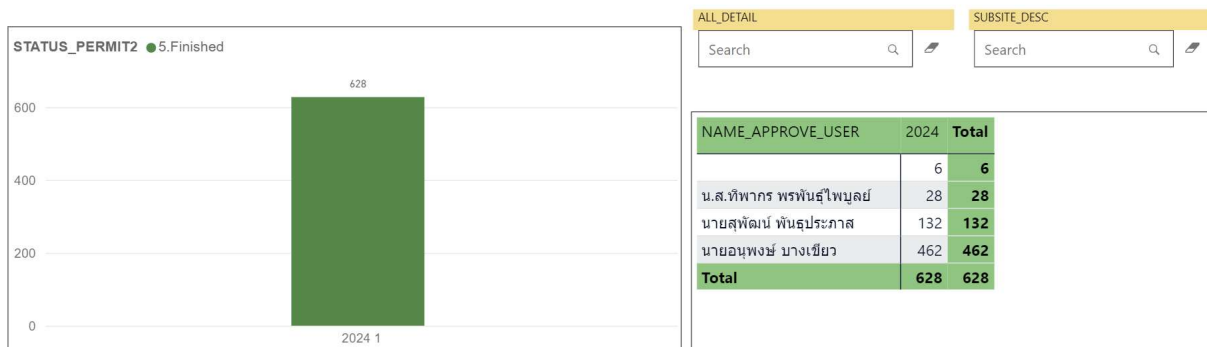 STATUS_PERMIT2 5.Finished
628
600
400
200
0
2024 1
ALL_DETAIL
Search
SUBSITE_DESC
Search
NAME_APPROVE_USER 2024 Total
6 6
น.ส.ทิพากร พรพันธุ์ไพบูลย์ 28 28
นายสุพัฒน์ พันธุประภาส 132 132
นายอนุพงษ์ บางเขียว 462 462
Total 628 628